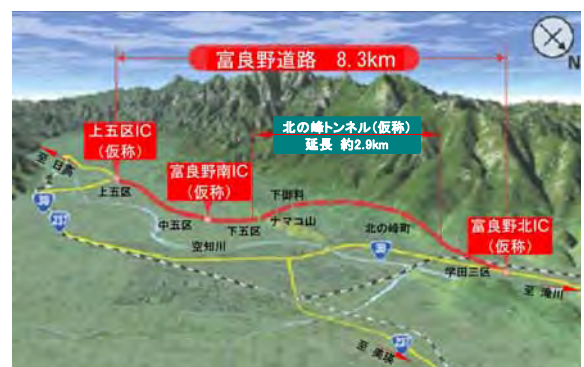 富良野道路 8.3km
N
北の峰トンネル(仮称)
延長 約2.9km
上五区IC
(仮称)
至 日高
富良野南IC
(仮称)
富良野北IC
(仮称)
上五区
中五区
下五区
下御料
ナマコ山
北の峰町
空知川
学田三区
38
237
38
至 滝川
237
至 美瑛